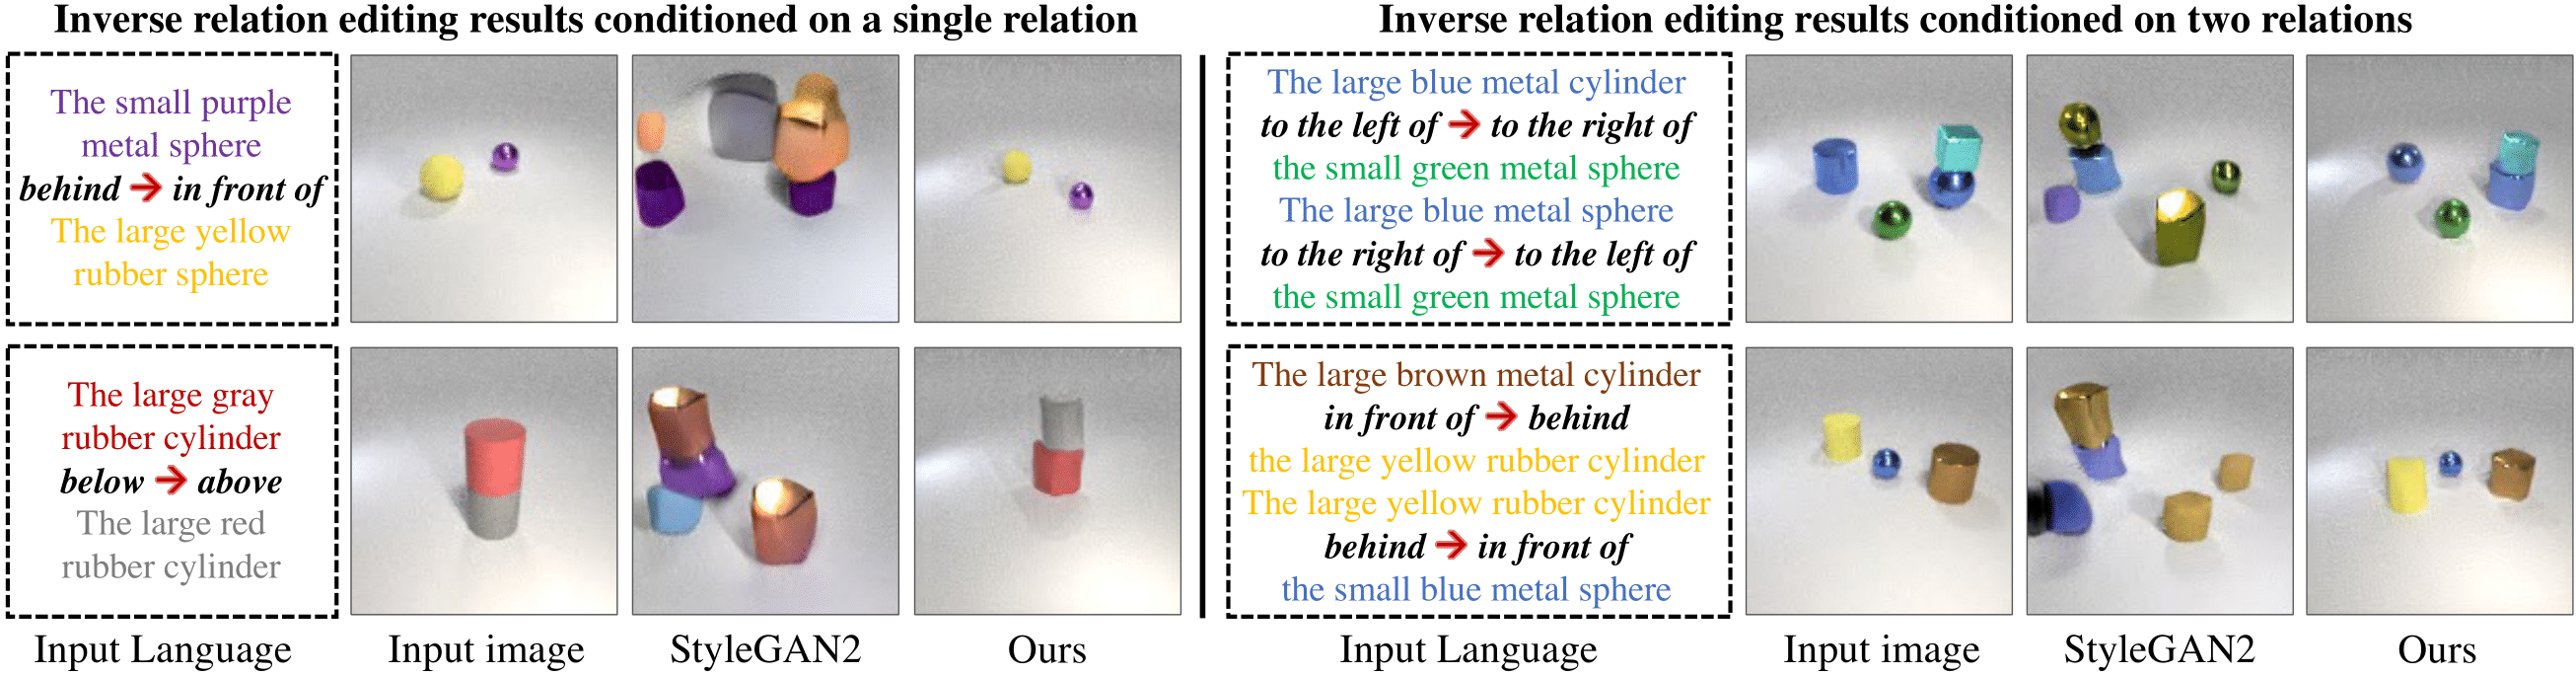 Inverse relation editing results conditioned on a single relation
The small purple
metal sphere
behind → in front of
The large yellow
rubber sphere
The large gray
rubber cylinder
below → above
The large red
rubber cylinder
Input Language
Input image
StyleGAN2
Ours
Inverse relation editing results conditioned on two relations
The large blue metal cylinder
to the left of → to the right of
the small green metal sphere
The large blue metal sphere
to the right of → to the left of
the small green metal sphere
The large brown metal cylinder
in front of → behind
the large yellow rubber cylinder
The large yellow rubber cylinder
behind → in front of
the small blue metal sphere
Input Language
Input image
StyleGAN2
Ours